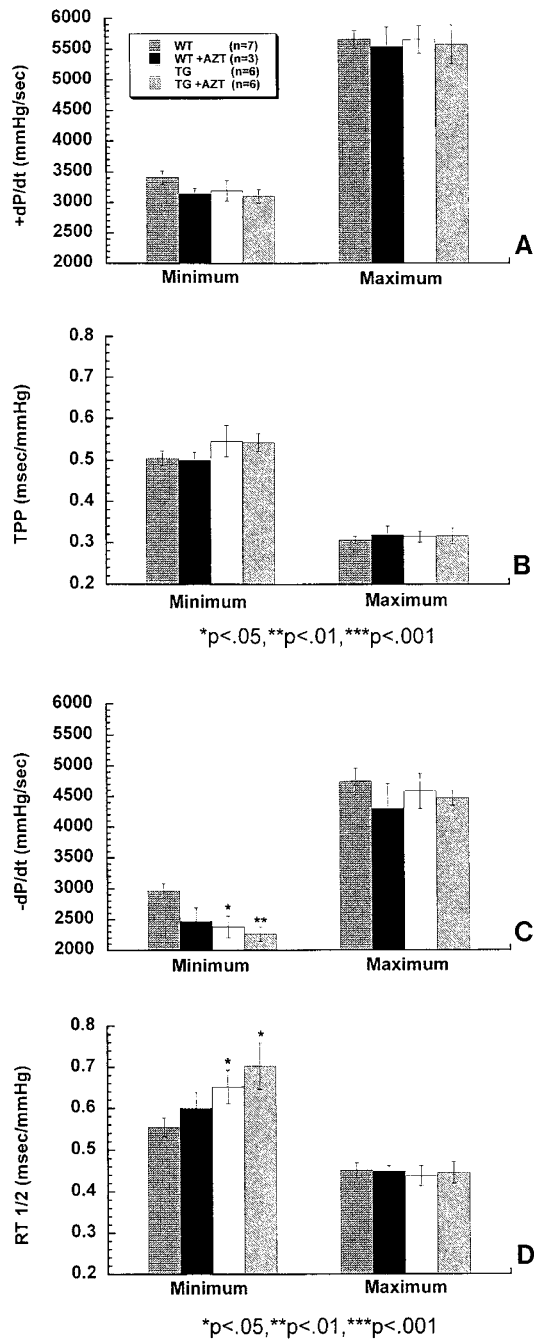 6000
5500
5000
4500
4000
3500
3000
2500
2000
+dP/dt (mmHg/sec)
WT (n=7)
WT +AZT (n=3)
TG (n=6)
TG +AZT (n=6)
Minimum Maximum
A
0.8
0.7
0.6
0.5
0.4
0.3
0.2
TPP (msec/mmHg)
Minimum Maximum
B
*p<.05,**p<.01,***p<.001
6000
5500
5000
4500
4000
3500
3000
2500
2000
-dP/dt (mmHg/sec)
* **
Minimum Maximum
C
0.8
0.7
0.6
0.5
0.4
0.3
0.2
RT 1/2 (msec/mmHg)
* *
Minimum Maximum
D
*p<.05,**p<.01,***p<.001